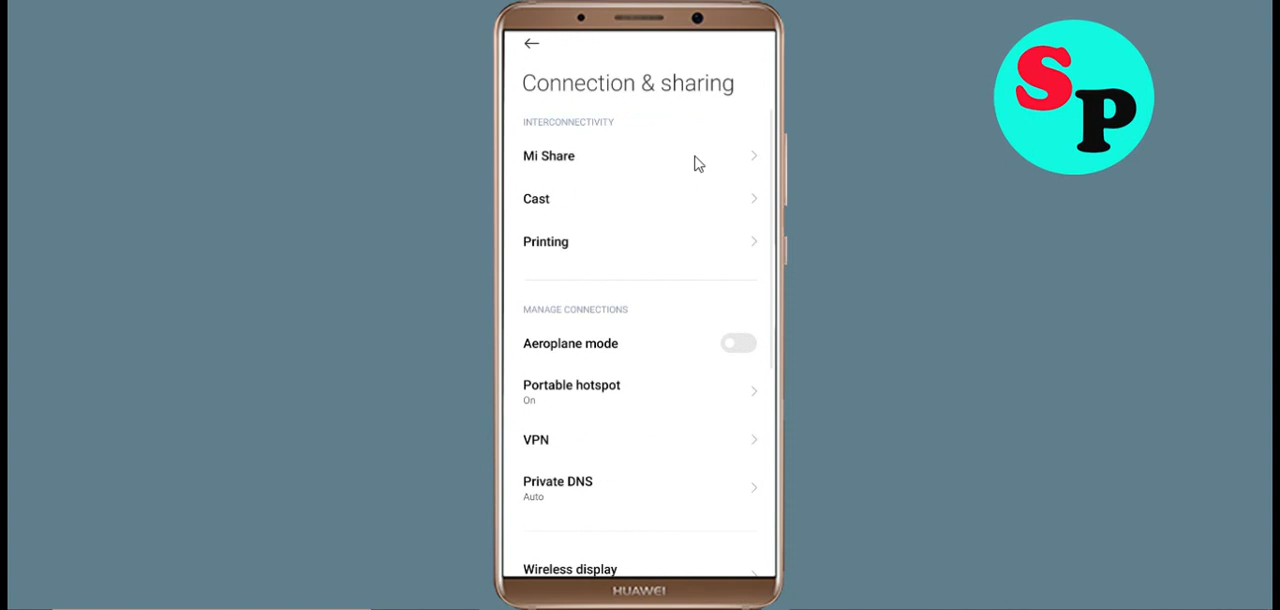 Connection & sharing
INTERCONNECTIVITY
Mi Share
Cast
Printing
MANAGE CONNECTIONS
Aeroplane mode
Portable hotspot
On
VPN
Private DNS
Auto
Wireless display
HUAWEI
SP